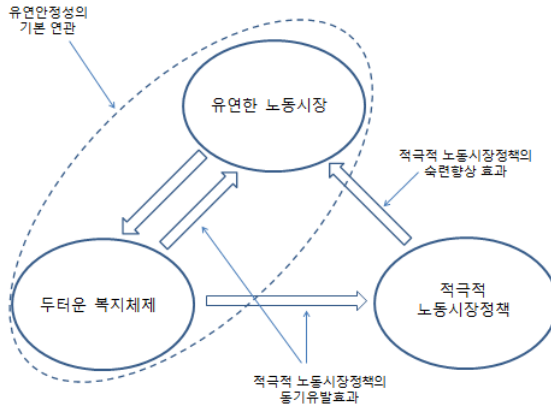 유연안정성의
기본 연관
유연한 노동시장
적극적 노동시장정책의
숙련향상 효과
두터운 복지체제
적극적
노동시장정책
적극적 노동시장정책의
동기유발효과